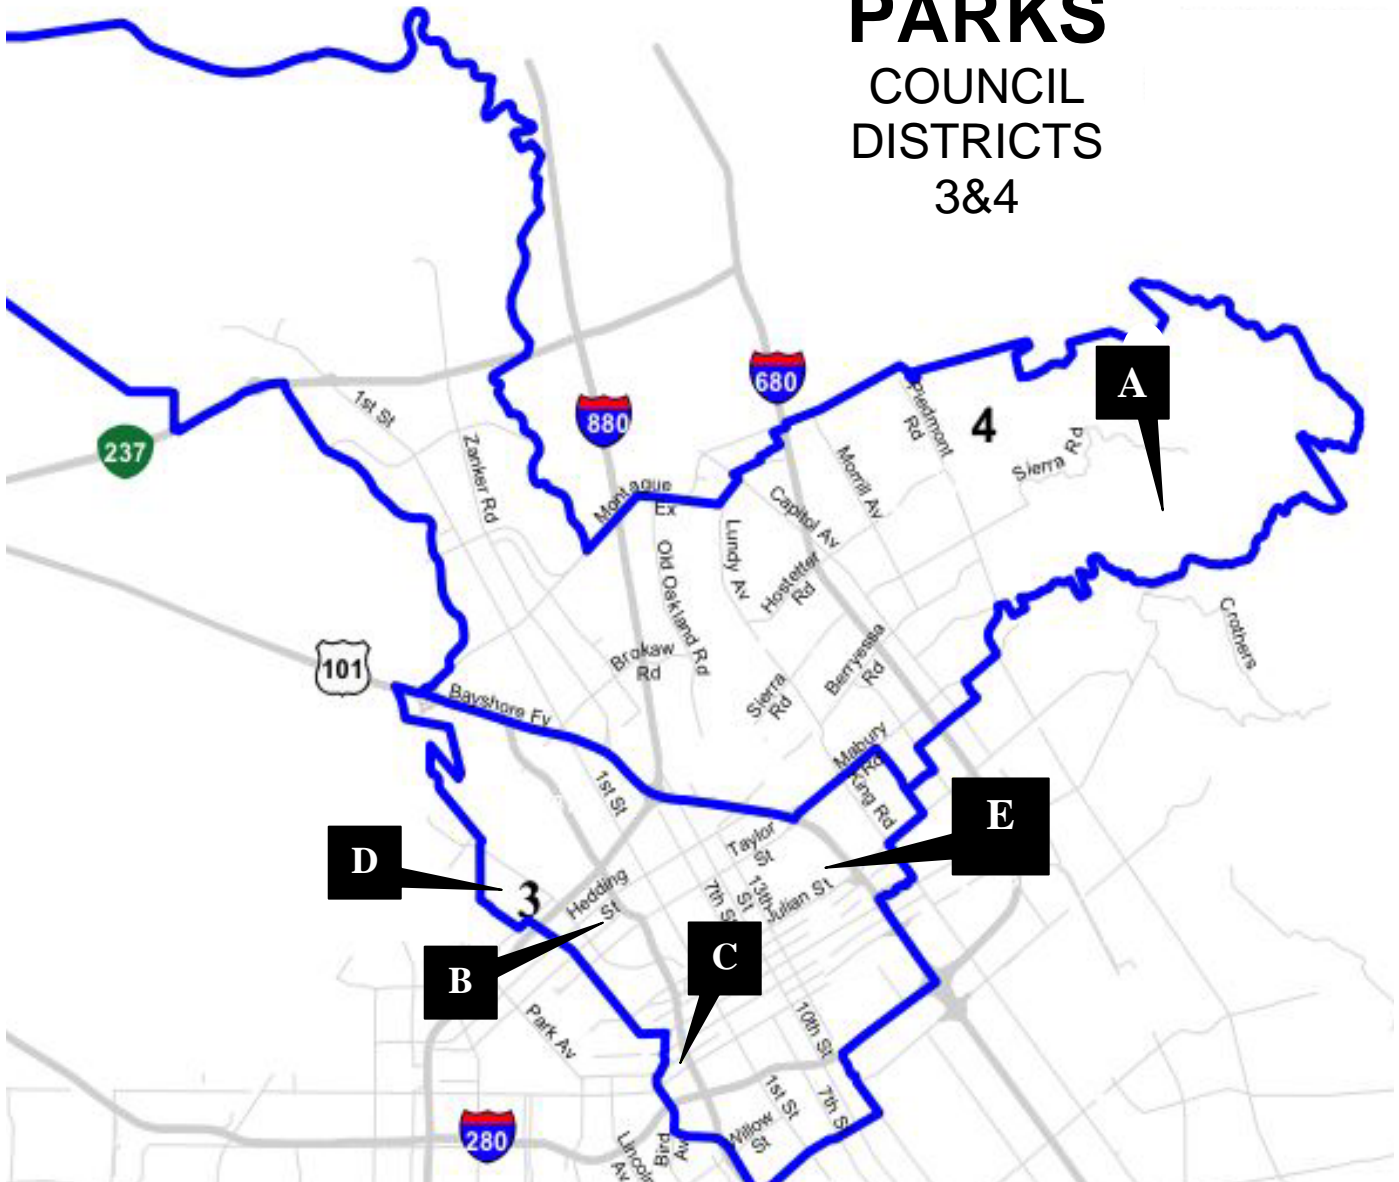 PARKS
COUNCIL
DISTRICTS
3&4
A
680
880
4
Piedmont
Rd
1st St
237
Zanker Rd
Montague
Ex
Morrill Av
Sierra Rd
Capitol Av
Lundy Av
Hostetter
Rd
Old Oakland Rd
Crothers
101
Brokaw
Rd
Berryessa
Rd
Sierra
Rd
Bayshore Fy
Mabury
Rd
King Rd
1st St
E
Taylor
St
D
3
Hedding
St
7th St
13th
St
Julian St
B
C
Park Av
10th St
1st St
7th St
280
Willow
St
Bird
Av
Lincoln
Av